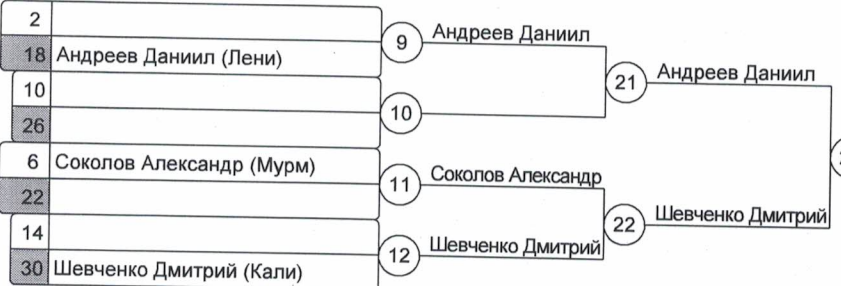 2
18 Андреев Даниил (Лени)
9 Андреев Даниил
10
26
10
21 Андреев Даниил
6 Соколов Александр (Мурм)
22
11 Соколов Александр
14
30 Шевченко Дмитрий (Кали)
12 Шевченко Дмитрий
22 Шевченко Дмитрий